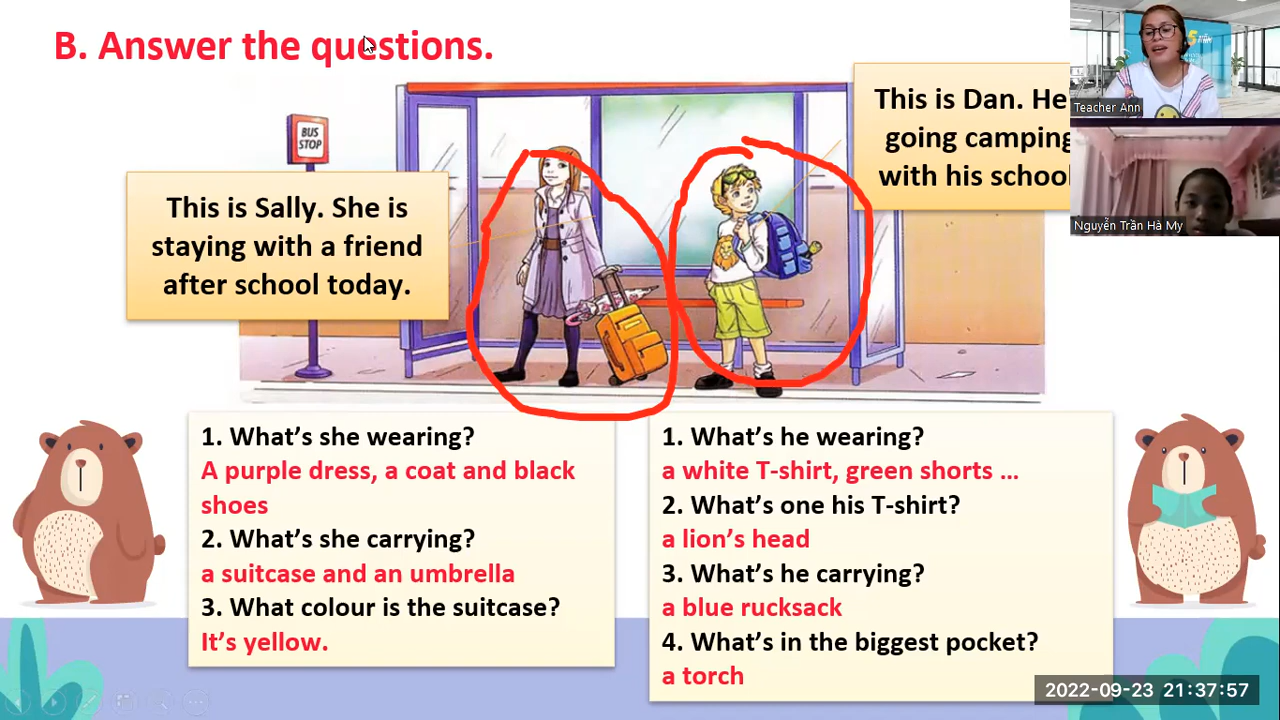 B. Answer the questions.
BUS
STOP
This is Sally. She is
staying with a friend
after school today.
This is Dan. He
going camping
with his school
Teacher Ann
Nguyễn Trần Hà My
1. What's she wearing?
A purple dress, a coat and black
shoes
2. What's she carrying?
a suitcase and an umbrella
3. What colour is the suitcase?
It's yellow.
1. What's he wearing?
a white T-shirt, green shorts ...
2. What's one his T-shirt?
a lion's head
3. What's he carrying?
a blue rucksack
4. What's in the biggest pocket?
a torch
2022-09-23 21:37:57